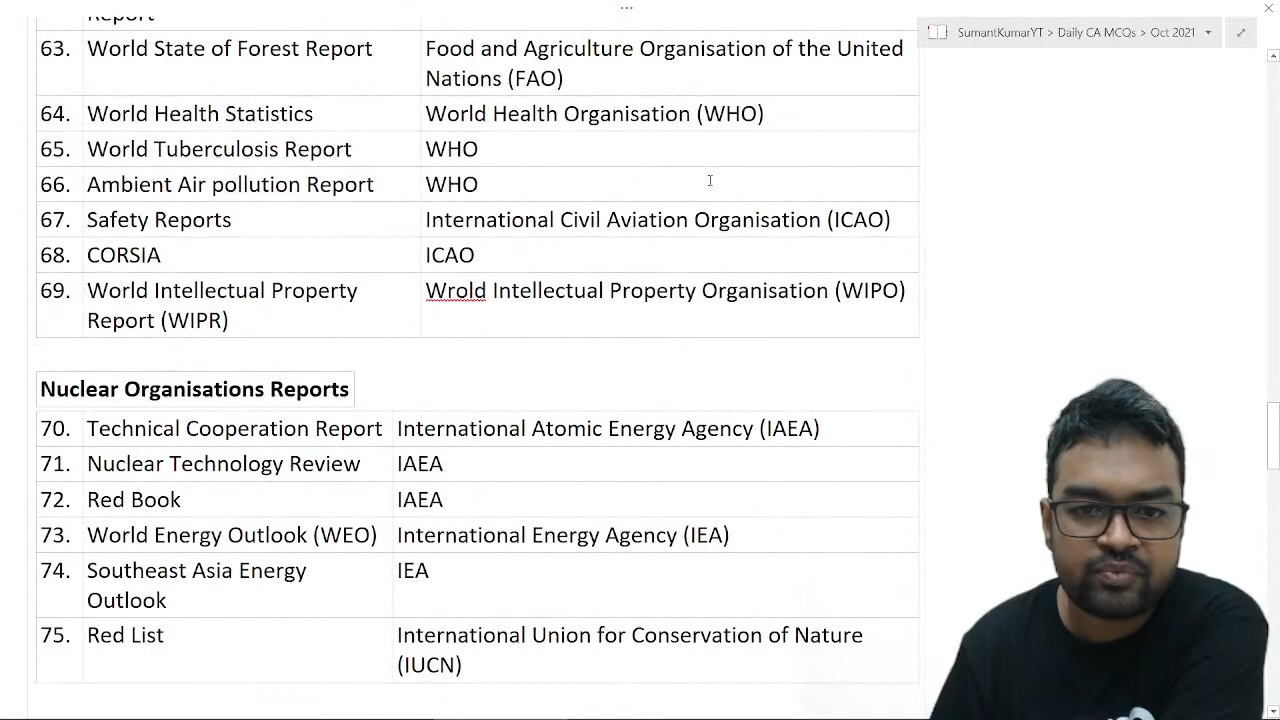 ...
SumantKumarYT > Daily CA MCQs > Oct 2021
Report
63. World State of Forest Report Food and Agriculture Organisation of the United
Nations (FAO)
64. World Health Statistics World Health Organisation (WHO)
65. World Tuberculosis Report WHO
66. Ambient Air pollution Report WHO
67. Safety Reports International Civil Aviation Organisation (ICAO)
68. CORSIA ICAO
69. World Intellectual Property Wrold Intellectual Property Organisation (WIPO)
Report (WIPR)
Nuclear Organisations Reports
70. Technical Cooperation Report International Atomic Energy Agency (IAEA)
71. Nuclear Technology Review IAEA
72. Red Book IAEA
73. World Energy Outlook (WEO) International Energy Agency (IEA)
74. Southeast Asia Energy IEA
Outlook
75. Red List International Union for Conservation of Nature
(IUCN)